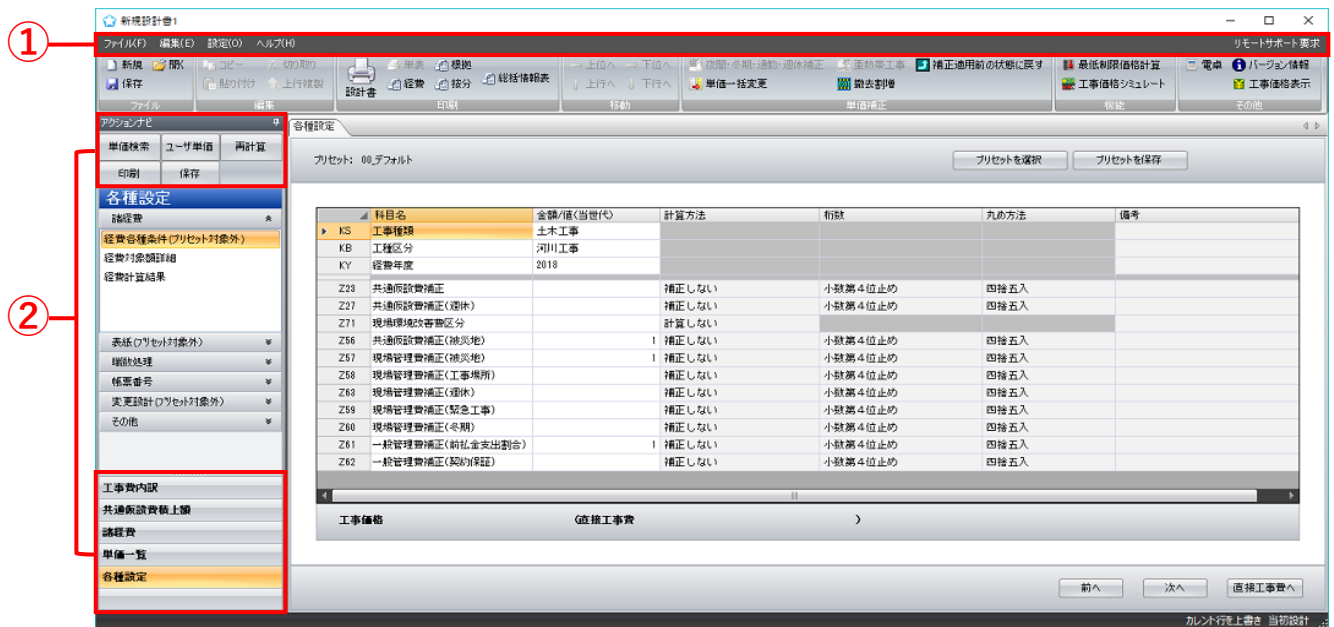 新規設計書1
①
ファイル(F) 編集(E) 設定(O) ヘルプ(H) リモートサポート要求
新規 開く コピー 切り取り 単表 根拠 上位へ 下位へ 夜間・冬期・通勤・週休補正 亜熱帯工事 補正適用前の状態に戻す 最低制限価格計算 電卓 バージョン情報
保存 貼り付け 上行複製 設計書 経費 按分 総括情報表 上行へ 下行へ 単価一括変更 撤去割増 工事価格シミュレート 工事価格表示
ファイル 編集 印刷 移動 単価補正 機能 その他
アクションナビ
単価検索 ユーザ単価 再計算
印刷 保存
各種設定
諸経費
経費各種条件(プリセット対象外)
経費対象額詳細
経費計算結果
②
表紙(プリセット対象外)
端数処理
帳票番号
変更設計(プリセット対象外)
その他
工事費内訳
共通仮設費積上額
諸経費
単価一覧
各種設定
各種設定
プリセット: 00_デフォルト プリセットを選択 プリセットを保存
科目名 金額/値(当世代) 計算方法 桁数 丸め方法 備考
KS 工事種類 土木工事
KB 工種区分 河川工事
KY 経費年度 2018
Z23 共通仮設費補正 補正しない 小数第4位止め 四捨五入
Z27 共通仮設費補正(週休) 補正しない 小数第4位止め 四捨五入
Z71 現場環境改善費区分 計算しない
Z56 共通仮設費補正(被災地) 1 補正しない 小数第4位止め 四捨五入
Z57 現場管理費補正(被災地) 1 補正しない 小数第4位止め 四捨五入
Z58 現場管理費補正(工事場所) 補正しない 小数第4位止め 四捨五入
Z63 現場管理費補正(週休) 補正しない 小数第4位止め 四捨五入
Z59 現場管理費補正(緊急工事) 補正しない 小数第4位止め 四捨五入
Z60 現場管理費補正(冬期) 補正しない 小数第4位止め 四捨五入
Z61 一般管理費補正(前払金支出割合) 1 補正しない 小数第4位止め 四捨五入
Z62 一般管理費補正(契約保証) 補正しない 小数第4位止め 四捨五入
工事価格 (直接工事費 )
前へ 次へ 直接工事費へ
カレント行を上書き 当初設計